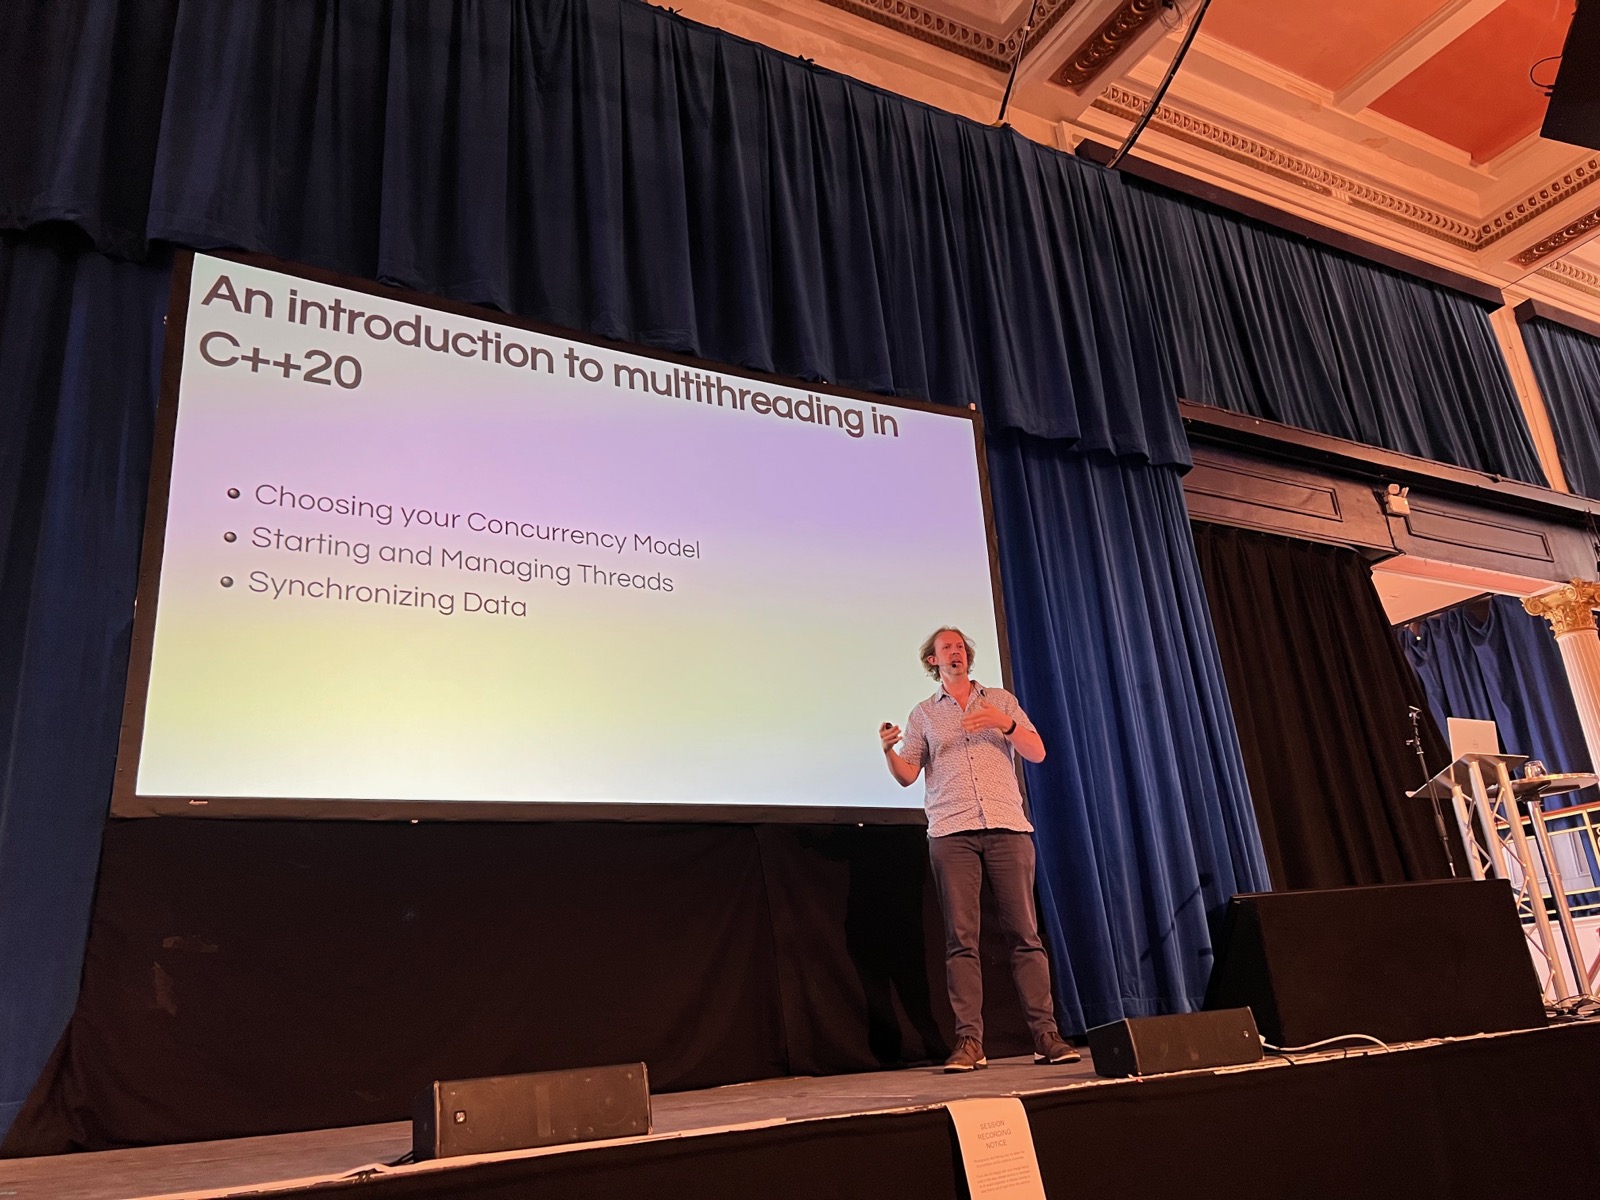 An introduction to multithreading in
C++20
Choosing your Concurrency Model
Starting and Managing Threads
Synchronizing Data
SESSION
RECORDING
NOTICE